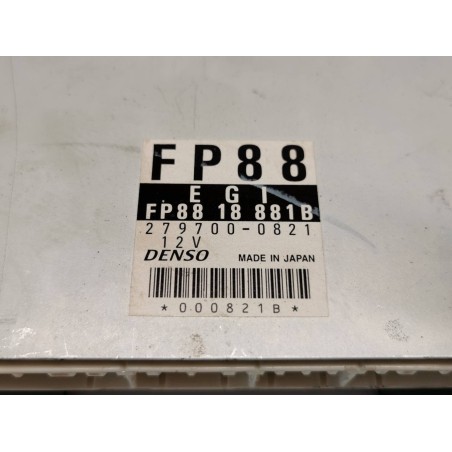 FP88
EGI
FP88 18 881B
279700-0821
12V
DENSO MADE IN JAPAN
*000821B*